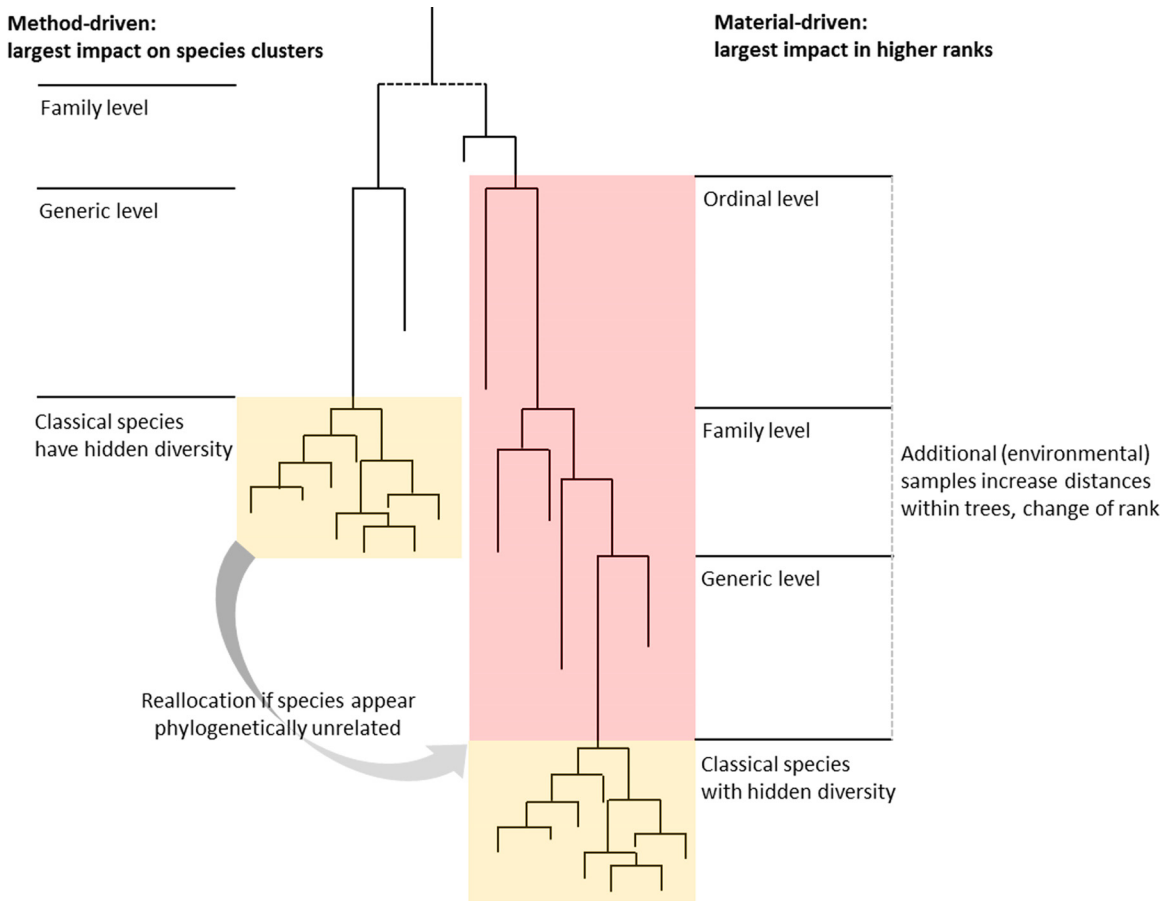 Method-driven:
largest impact on species clusters
Family level
Generic level
Classical species
have hidden diversity
Reallocation if species appear
phylogenetically unrelated
Material-driven:
largest impact in higher ranks
Ordinal level
Family level
Generic level
Classical species
with hidden diversity
Additional (environmental)
samples increase distances
within trees, change of rank